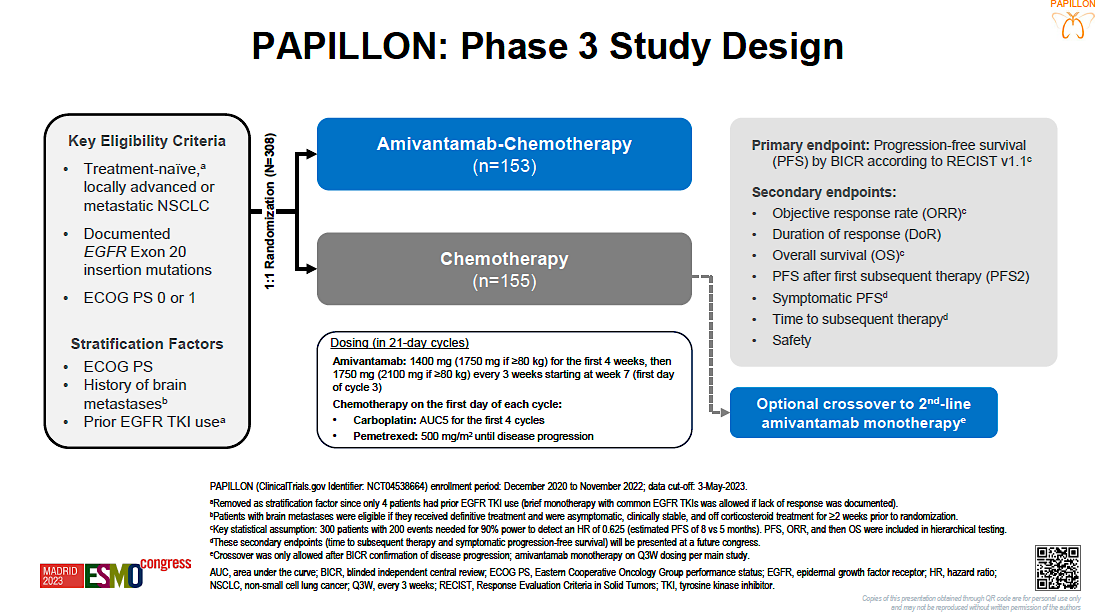 PAPILLON
PAPILLON: Phase 3 Study Design
Key Eligibility Criteria
• Treatment-naïve,ᵃ
locally advanced or
metastatic NSCLC
• Documented
EGFR Exon 20
insertion mutations
• ECOG PS 0 or 1
Stratification Factors
• ECOG PS
• History of brain
metastasesᵇ
• Prior EGFR TKI useᵃ
1:1 Randomization (N=308)
Amivantamab-Chemotherapy
(n=153)
Chemotherapy
(n=155)
Dosing (in 21-day cycles)
Amivantamab: 1400 mg (1750 mg if ≥80 kg) for the first 4 weeks, then
1750 mg (2100 mg if ≥80 kg) every 3 weeks starting at week 7 (first day
of cycle 3)
Chemotherapy on the first day of each cycle:
• Carboplatin: AUC5 for the first 4 cycles
• Pemetrexed: 500 mg/m² until disease progression
Primary endpoint: Progression-free survival
(PFS) by BICR according to RECIST v1.1ᶜ
Secondary endpoints:
• Objective response rate (ORR)ᶜ
• Duration of response (DoR)
• Overall survival (OS)ᶜ
• PFS after first subsequent therapy (PFS2)
• Symptomatic PFSᵈ
• Time to subsequent therapyᵈ
• Safety
Optional crossover to 2ⁿᵈ-line
amivantamab monotherapyᵉ
PAPILLON (ClinicalTrials.gov Identifier: NCT04538664) enrollment period: December 2020 to November 2022; data cut-off: 3-May-2023.
ᵃRemoved as stratification factor since only 4 patients had prior EGFR TKI use (brief monotherapy with common EGFR TKIs was allowed if lack of response was documented).
ᵇPatients with brain metastases were eligible if they received definitive treatment and were asymptomatic, clinically stable, and off corticosteroid treatment for ≥2 weeks prior to randomization.
ᶜKey statistical assumption: 300 patients with 200 events needed for 90% power to detect an HR of 0.625 (estimated PFS of 8 vs 5 months). PFS, ORR, and then OS were included in hierarchical testing.
ᵈThese secondary endpoints (time to subsequent therapy and symptomatic progression-free survival) will be presented at a future congress.
ᵉCrossover was only allowed after BICR confirmation of disease progression; amivantamab monotherapy on Q3W dosing per main study.
AUC, area under the curve; BICR, blinded independent central review; ECOG PS, Eastern Cooperative Oncology Group performance status; EGFR, epidermal growth factor receptor; HR, hazard ratio;
NSCLC, non-small cell lung cancer; Q3W, every 3 weeks; RECIST, Response Evaluation Criteria in Solid Tumors; TKI, tyrosine kinase inhibitor.
MADRID
2023
ESMO congress
Copies of this presentation obtained through QR code are for personal use only
and may not be reproduced without written permission of the authors